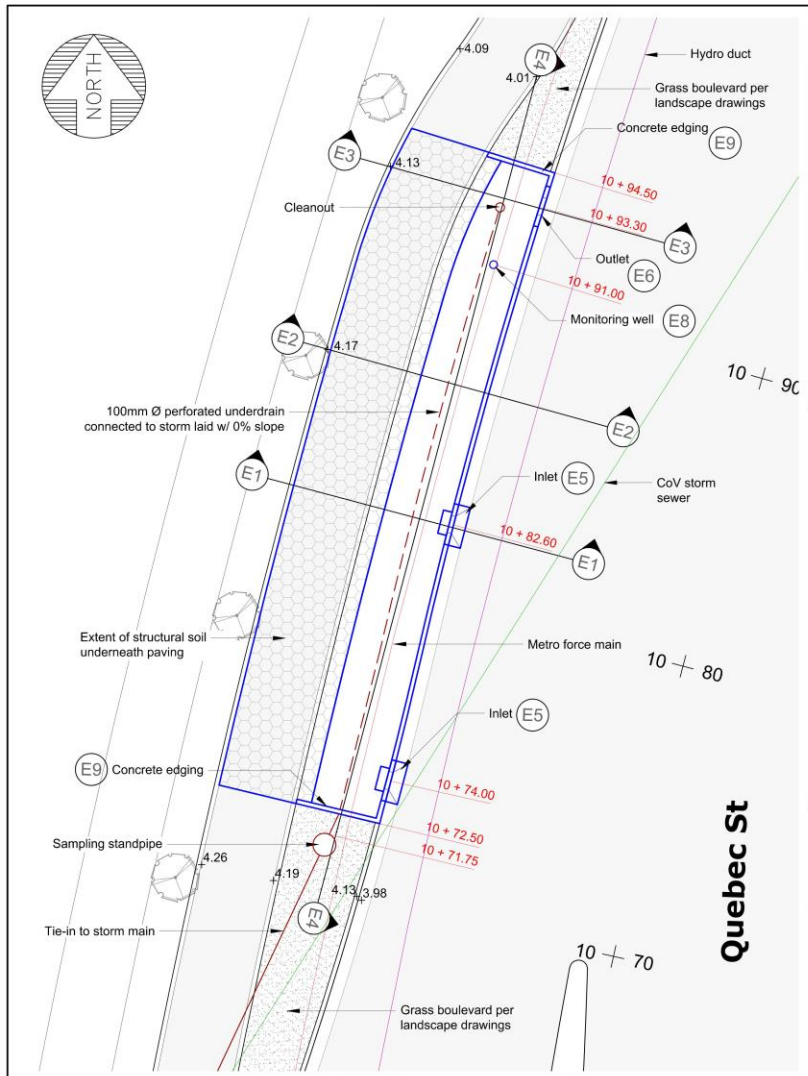 NORTH
4.09
E4
4.01
Hydro duct
Grass boulevard per
landscape drawings
Concrete edging
E9
E3
4.13
10 + 94.50
Cleanout
10 + 93.30
E3
Outlet
E6
10 + 91.00
Monitoring well
E8
E2
4.17
10 + 90
E2
100mm Ø perforated underdrain
connected to storm laid w/ 0% slope
E1
Inlet
E5
CoV storm
sewer
10 + 82.60
E1
Extent of structural soil
underneath paving
Metro force main
10 + 80
Inlet
E5
E9
Concrete edging
10 + 74.00
10 + 72.50
10 + 71.75
Sampling standpipe
4.26
4.19
4.13
3.98
E4
Tie-in to storm main
Quebec St
10 + 70
Grass boulevard per
landscape drawings